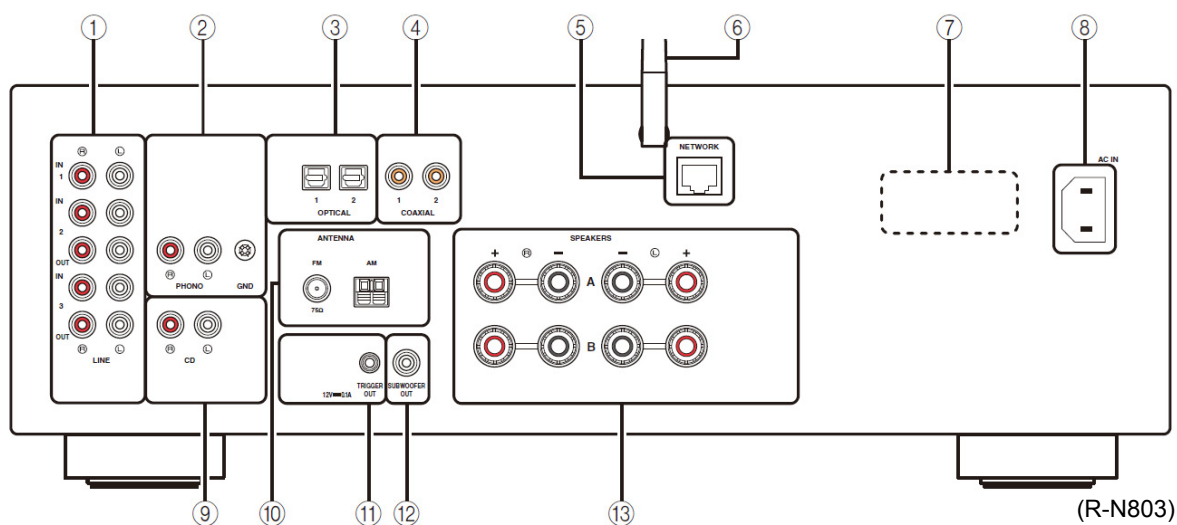 ① ② ③ ④ ⑤ ⑥ ⑦ ⑧
NETWORK
AC IN
R L
IN
1
IN
2
OUT
IN
3
OUT
R L
LINE
R L
PHONO GND
R L
CD
1 2
OPTICAL
1 2
COAXIAL
ANTENNA
FM AM
75Ω
12V 0.1A
TRIGGER
OUT
SUBWOOFER
OUT
SPEAKERS
+ R − − L +
A
B
⑨ ⑩ ⑪ ⑫ ⑬
(R-N803)